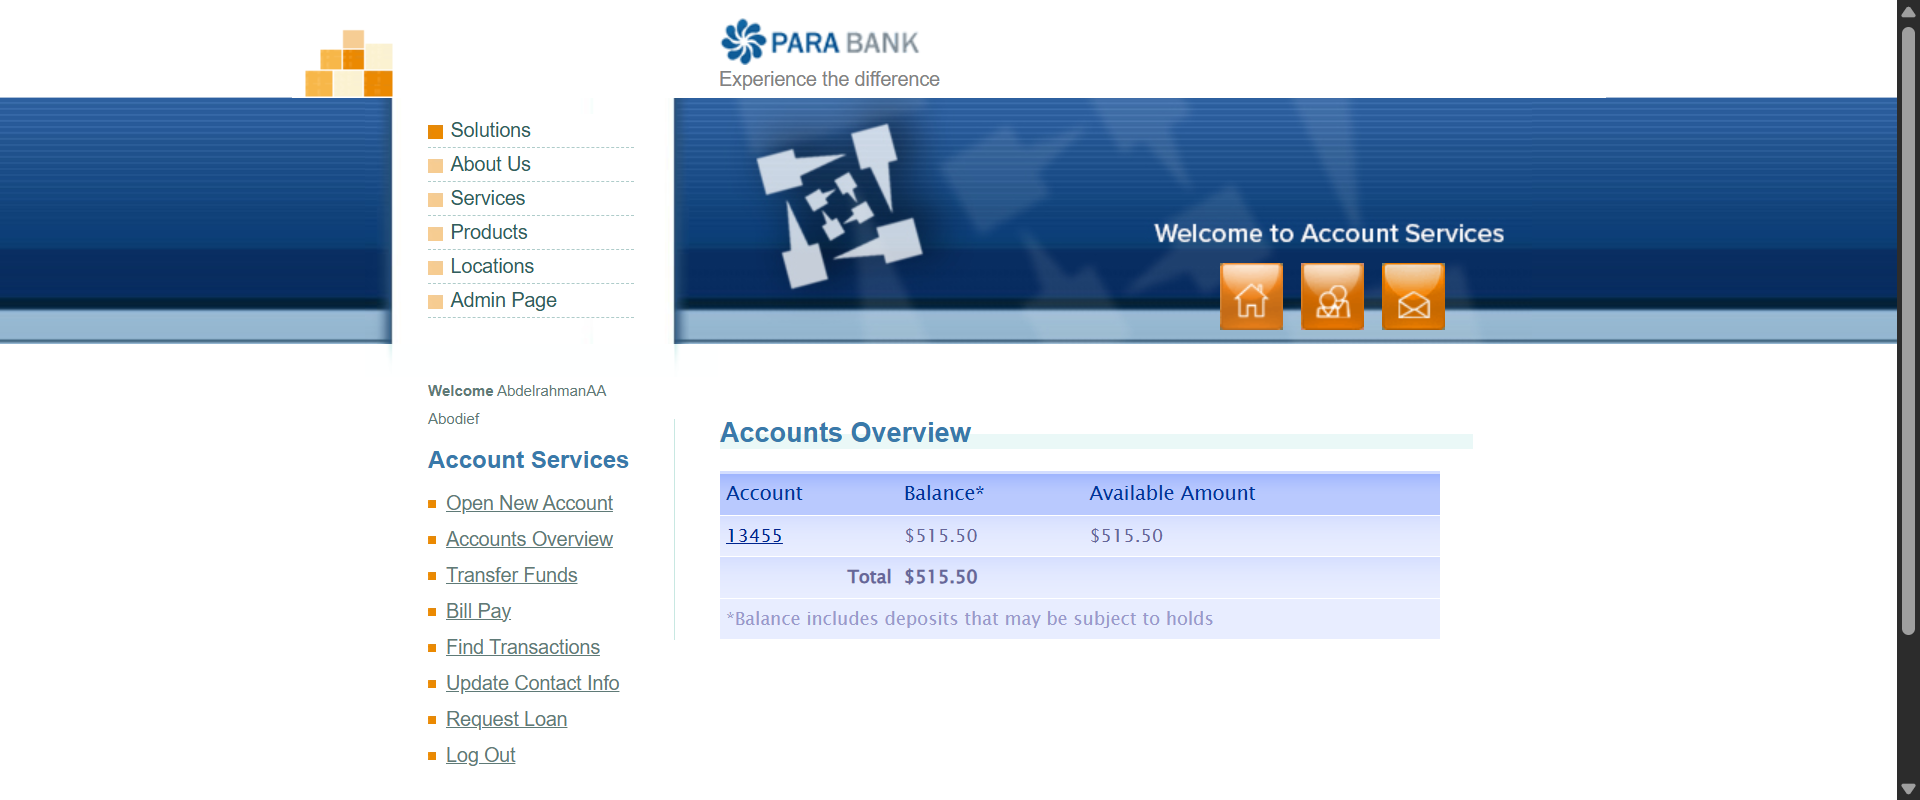 PARA BANK
Experience the difference
Solutions
About Us
Services
Products
Locations
Admin Page
Welcome to Account Services
Welcome AbdelrahmanAA
Abodief
Account Services
Open New Account
Accounts Overview
Transfer Funds
Bill Pay
Find Transactions
Update Contact Info
Request Loan
Log Out
Accounts Overview
Account Balance* Available Amount
13455 $515.50 $515.50
Total $515.50
*Balance includes deposits that may be subject to holds